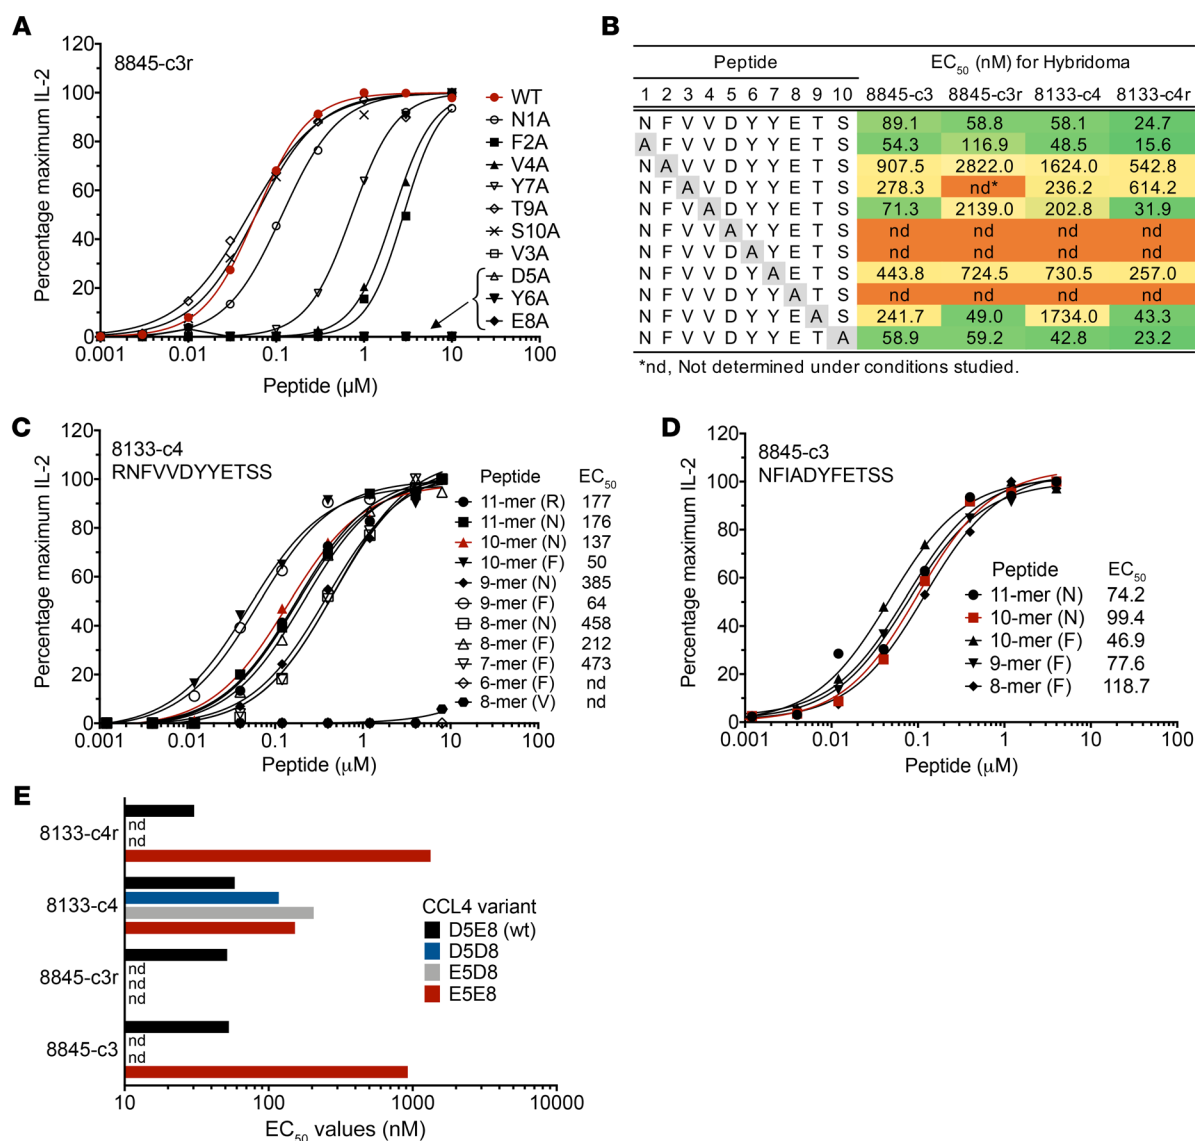 A
120
100
80
60
40
20
0
Percentage maximum IL-2
8845-c3r
0.001 0.01 0.1 1 10 100
Peptide (µM)
WT
N1A
F2A
V4A
Y7A
T9A
S10A
V3A
D5A
Y6A
E8A
B
Peptide EC50 (nM) for Hybridoma
1 2 3 4 5 6 7 8 9 10 8845-c3 8845-c3r 8133-c4 8133-c4r
N F V V D Y Y E T S 89.1 58.8 58.1 24.7
A F V V D Y Y E T S 54.3 116.9 48.5 15.6
N A V V D Y Y E T S 907.5 2822.0 1624.0 542.8
N F A V D Y Y E T S 278.3 nd* 236.2 614.2
N F V A D Y Y E T S 71.3 2139.0 202.8 31.9
N F V V A Y Y E T S nd nd nd nd
N F V V D A Y E T S nd nd nd nd
N F V V D Y A E T S 443.8 724.5 730.5 257.0
N F V V D Y Y A T S nd nd nd nd
N F V V D Y Y E A S 241.7 49.0 1734.0 43.3
N F V V D Y Y E T A 58.9 59.2 42.8 23.2
*nd, Not determined under conditions studied.
C
120
100
80
60
40
20
0
Percentage maximum IL-2
8133-c4
RNFVVDYYETSS
0.001 0.01 0.1 1 10 100
Peptide (µM)
Peptide EC50
11-mer (R) 177
11-mer (N) 176
10-mer (N) 137
10-mer (F) 50
9-mer (N) 385
9-mer (F) 64
8-mer (N) 458
8-mer (F) 212
7-mer (F) 473
6-mer (F) nd
8-mer (V) nd
D
120
100
80
60
40
20
0
Percentage maximum IL-2
8845-c3
NFIADYFETSS
0.001 0.01 0.1 1 10 100
Peptide (µM)
Peptide EC50
11-mer (N) 74.2
10-mer (N) 99.4
10-mer (F) 46.9
9-mer (F) 77.6
8-mer (F) 118.7
E
8133-c4r
nd
nd
8133-c4
8845-c3r
nd
nd
nd
8845-c3
nd
nd
10 100 1000 10000
EC50 values (nM)
CCL4 variant
D5E8 (wt)
D5D8
E5D8
E5E8